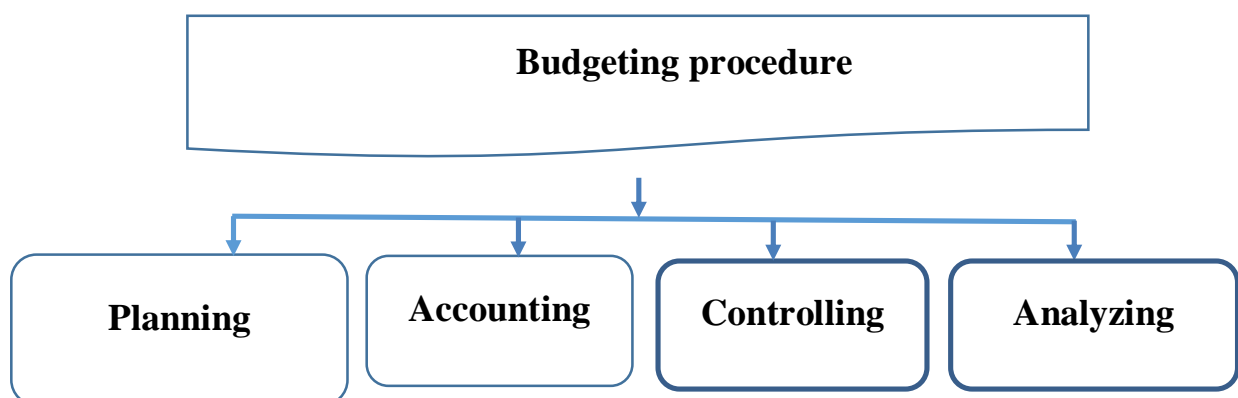 Budgeting procedure
Planning
Accounting
Controlling
Analyzing